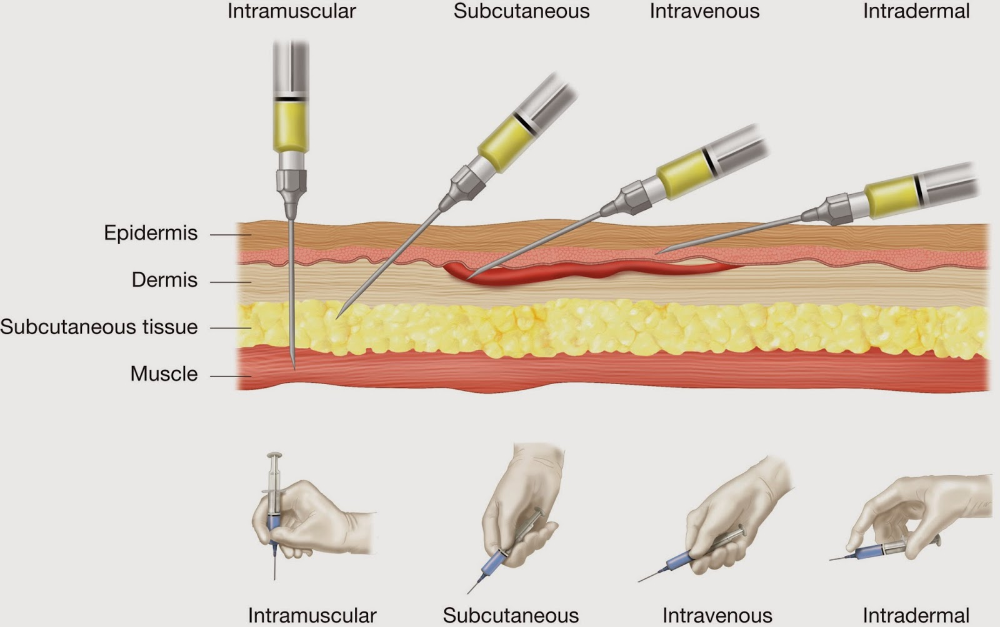 Intramuscular
Subcutaneous
Intravenous
Intradermal
Epidermis
Dermis
Subcutaneous tissue
Muscle
Intramuscular
Subcutaneous
Intravenous
Intradermal